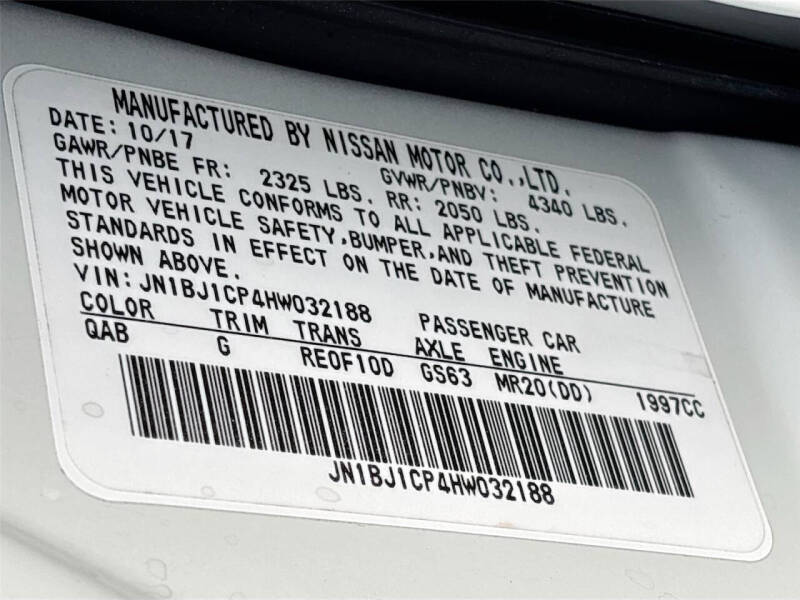 MANUFACTURED BY NISSAN MOTOR CO.,LTD.
DATE: 10/17 GVWR/PNBV: 4340 LBS.
GAWR/PNBE FR: 2325 LBS. RR: 2050 LBS.
THIS VEHICLE CONFORMS TO ALL APPLICABLE FEDERAL
MOTOR VEHICLE SAFETY,BUMPER,AND THEFT PREVENTION
STANDARDS IN EFFECT ON THE DATE OF MANUFACTURE
SHOWN ABOVE.
VIN: JN1BJ1CP4HW032188 PASSENGER CAR
COLOR TRIM TRANS AXLE ENGINE
QAB G RE0F10D GS63 MR20(DD) 1997CC
JN1BJ1CP4HW032188